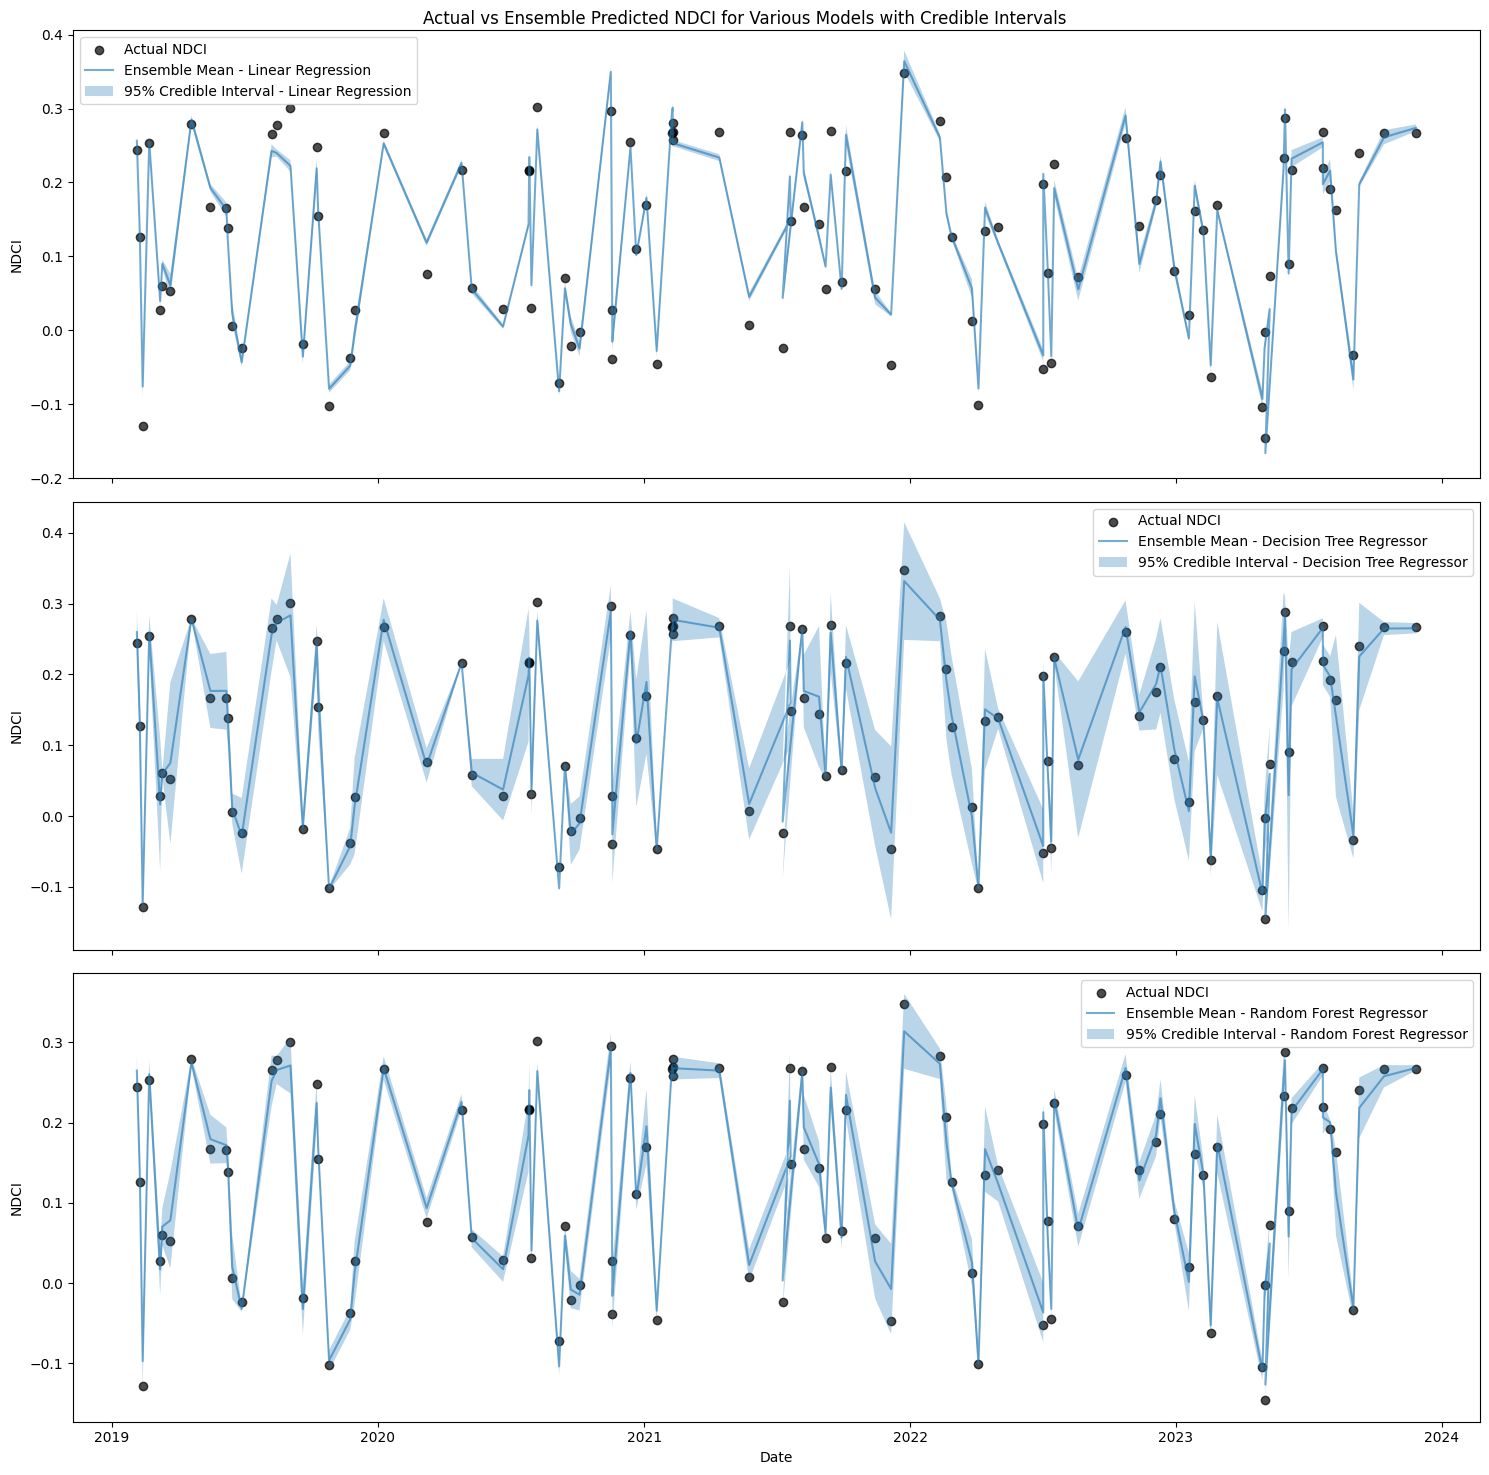 Actual vs Ensemble Predicted NDCI for Various Models with Credible Intervals
Actual NDCI
Ensemble Mean - Linear Regression
95% Credible Interval - Linear Regression
NDCI
0.4
0.3
0.2
0.1
0.0
−0.1
−0.2
Actual NDCI
Ensemble Mean - Decision Tree Regressor
95% Credible Interval - Decision Tree Regressor
NDCI
0.4
0.3
0.2
0.1
0.0
−0.1
Actual NDCI
Ensemble Mean - Random Forest Regressor
95% Credible Interval - Random Forest Regressor
NDCI
0.3
0.2
0.1
0.0
−0.1
2019 2020 2021 2022 2023 2024
Date